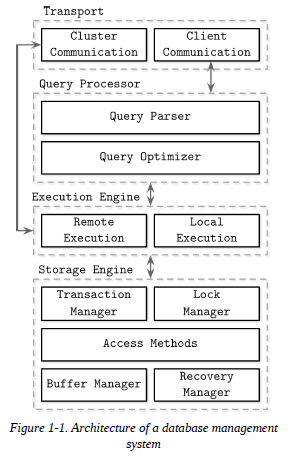 Transport
Cluster
Communication
Client
Communication
Query Processor
Query Parser
Query Optimizer
Execution Engine
Remote
Execution
Local
Execution
Storage Engine
Transaction
Manager
Lock
Manager
Access Methods
Buffer Manager
Recovery
Manager
Figure 1-1. Architecture of a database management
system